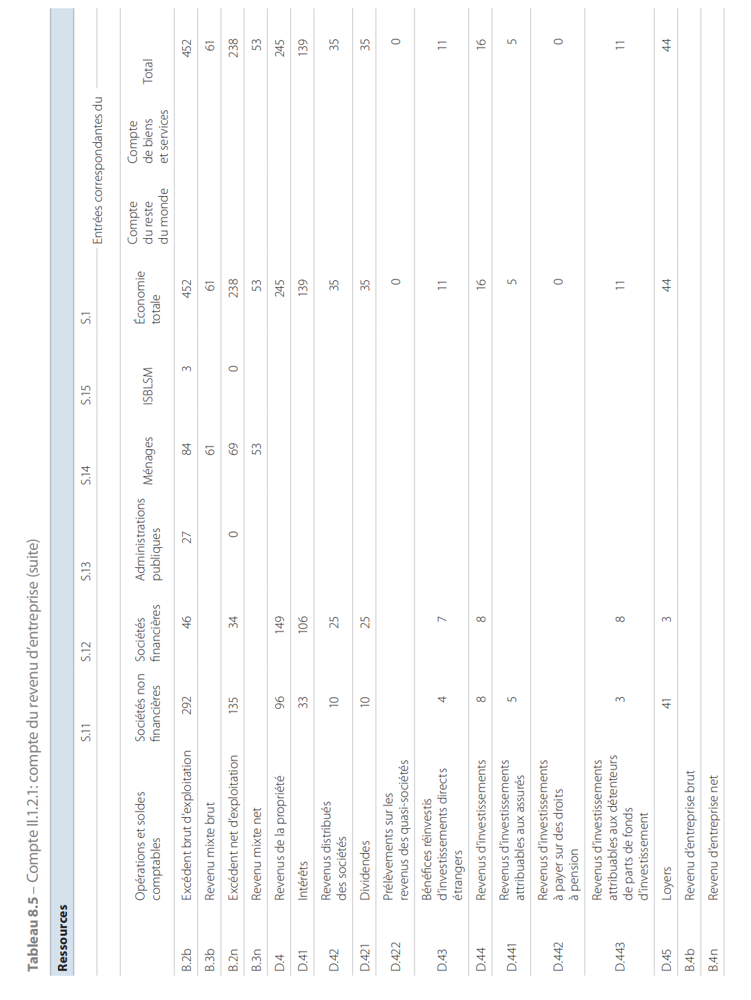 Tableau 8.5 – Compte II.1.2.1: compte du revenu d’entreprise (suite)
Ressources
S.11 S.12 S.13 S.14 S.15 S.1 Entrées correspondantes du
Opérations et soldes comptables Sociétés non financières Sociétés financières Administrations publiques Ménages ISBLSM Économie totale Compte du reste du monde Compte de biens et services Total
B.2b Excédent brut d’exploitation 292 46 27 84 3 452 452
B.3b Revenu mixte brut 61 61 61
B.2n Excédent net d’exploitation 135 34 0 69 0 238 238
B.3n Revenu mixte net 53 53 53
D.4 Revenus de la propriété 96 149 245 245
D.41 Intérêts 33 106 139 139
D.42 Revenus distribués
des sociétés 10 25 35 35
D.421 Dividendes 10 25 35 35
D.422 Prélèvements sur les
revenus des quasi-sociétés 0 0
D.43 Bénéfices réinvestis
d’investissements directs
étrangers 4 7 11 11
D.44 Revenus d’investissements 8 8 16 16
D.441 Revenus d’investissements
attribuables aux assurés 5 5 5
D.442 Revenus d’investissements
à payer sur des droits
à pension 0 0
D.443 Revenus d’investissements
attribuables aux détenteurs
de parts de fonds
d’investissement 3 8 11 11
D.45 Loyers 41 3 44 44
B.4b Revenu d’entreprise brut
B.4n Revenu d’entreprise net